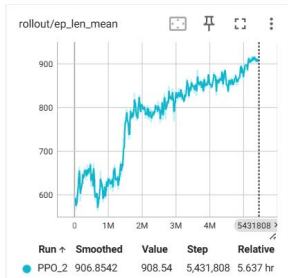 rollout/ep_len_mean
900
800
700
600
0 1M 2M 3M 4M 5431808
Run ↑ Smoothed Value Step Relative
PPO_2 906.8542 908.54 5,431,808 5.637 hr